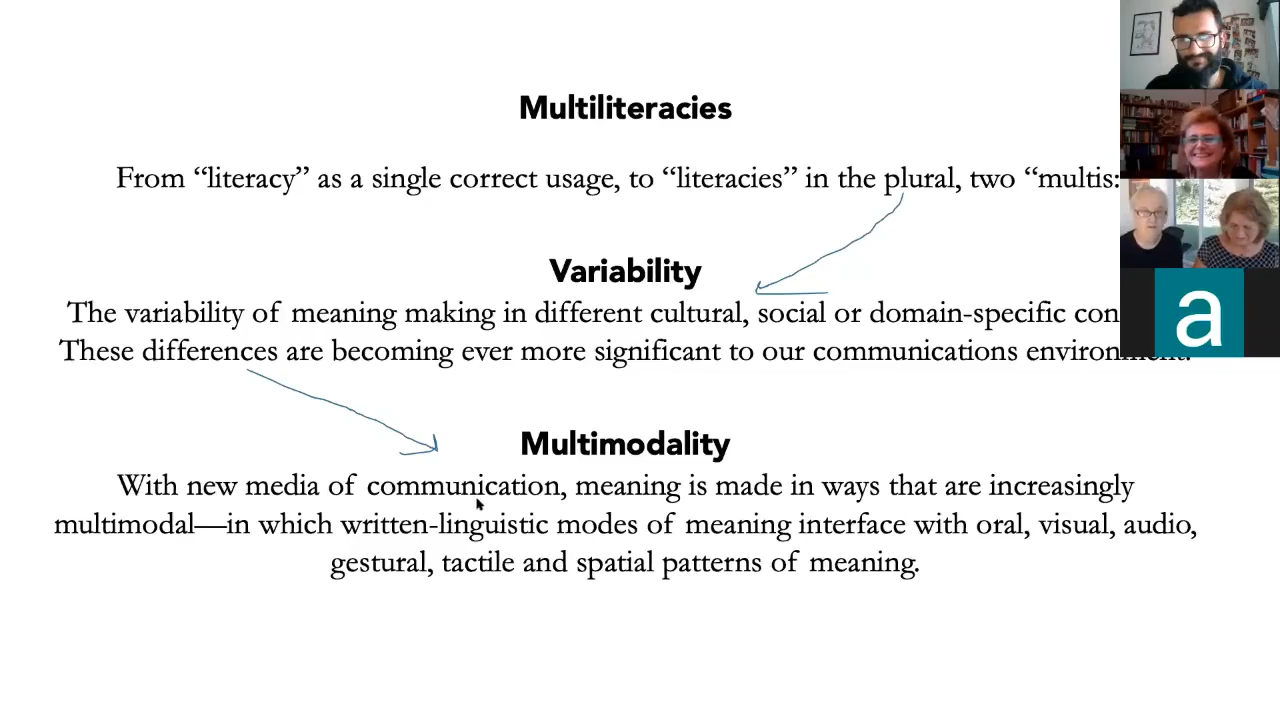 Multiliteracies
From “literacy” as a single correct usage, to “literacies” in the plural, two “multis:
Variability
The variability of meaning making in different cultural, social or domain-specific con
These differences are becoming ever more significant to our communications environment.
Multimodality
With new media of communication, meaning is made in ways that are increasingly
multimodal—in which written-linguistic modes of meaning interface with oral, visual, audio,
gestural, tactile and spatial patterns of meaning.
a